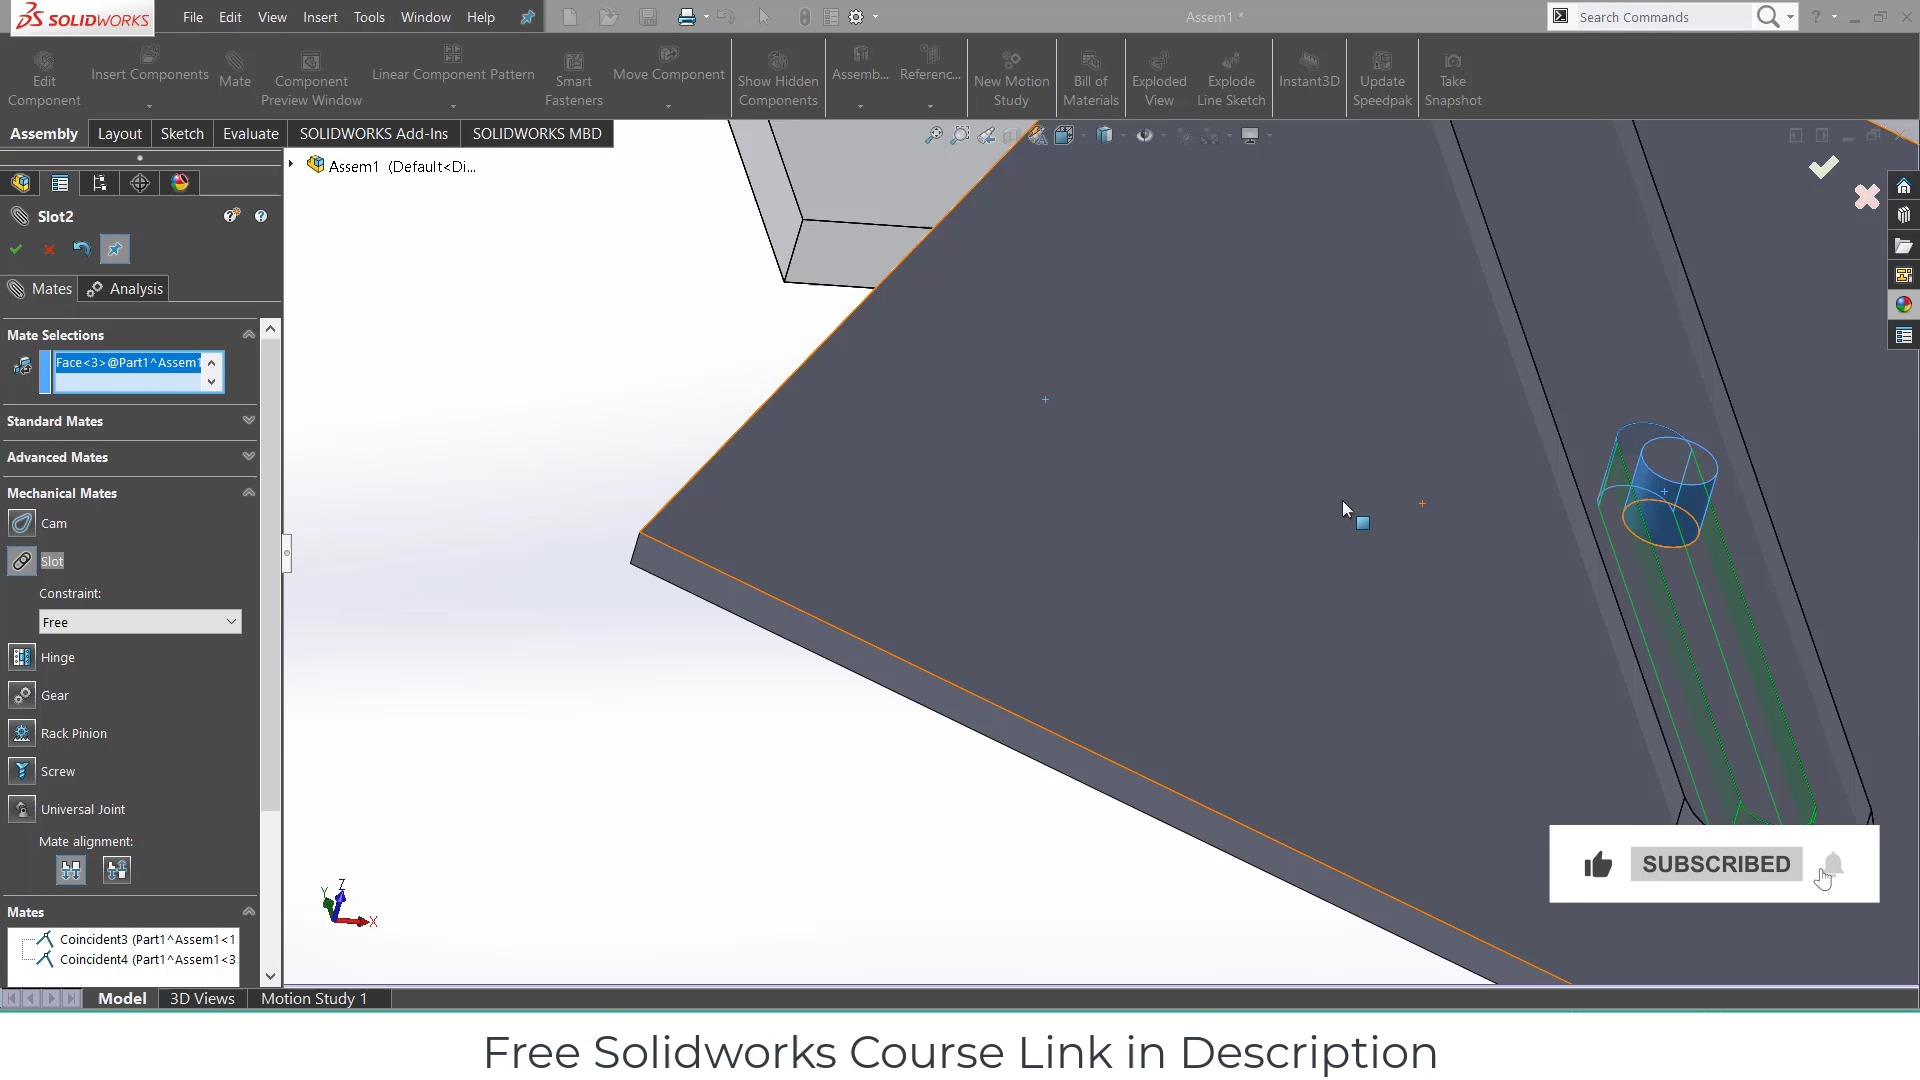 SOLIDWORKS
File Edit View Insert Tools Window Help
Assem1 *
Search Commands
Edit Component
Insert Components
Mate
Component Preview Window
Linear Component Pattern
Smart Fasteners
Move Component
Show Hidden Components
Assemb...
Referenc...
New Motion Study
Bill of Materials
Exploded View
Explode Line Sketch
Instant3D
Update Speedpak
Take Snapshot
Assembly Layout Sketch Evaluate SOLIDWORKS Add-Ins SOLIDWORKS MBD
Assem1 (Default<Di...
Slot2
Mates Analysis
Mate Selections
Face<3>@Part1^Assem1
Standard Mates
Advanced Mates
Mechanical Mates
Cam
Slot
Constraint:
Free
Hinge
Gear
Rack Pinion
Screw
Universal Joint
Mate alignment:
Mates
Coincident3 (Part1^Assem1<1
Coincident4 (Part1^Assem1<3
Y Z X
SUBSCRIBED
Model 3D Views Motion Study 1
Free Solidworks Course Link in Description